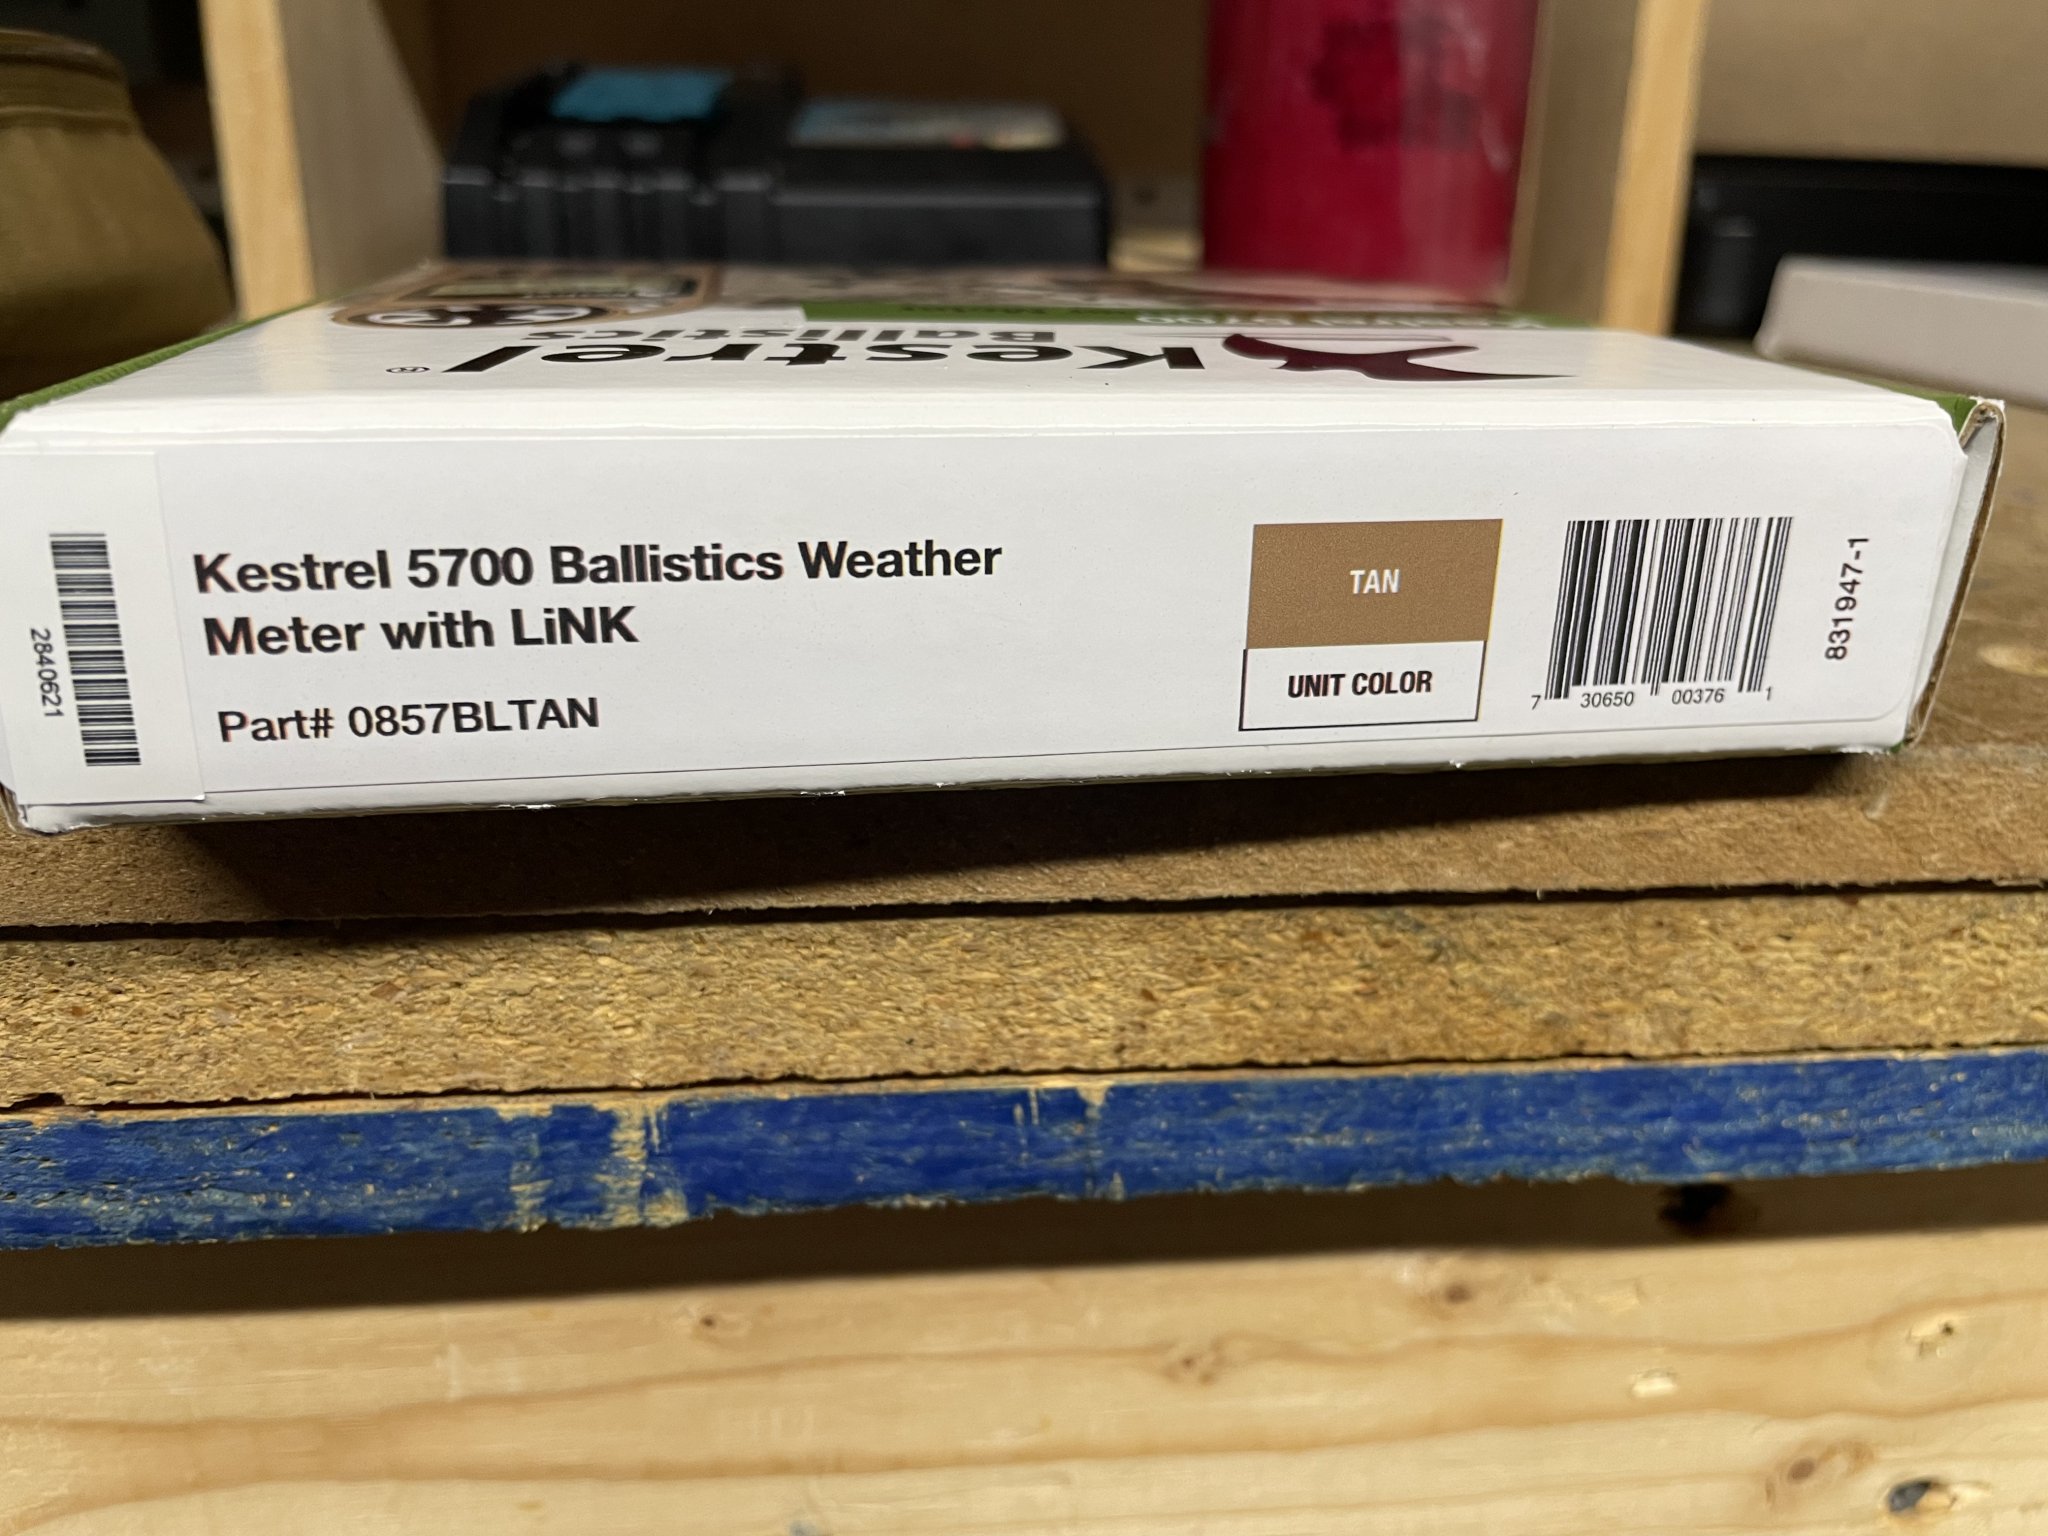 Kestrel®
Ballistics
2840621
Kestrel 5700 Ballistics Weather
Meter with LiNK
Part# 0857BLTAN
TAN
UNIT COLOR
7 30650 00376 1
831947-1